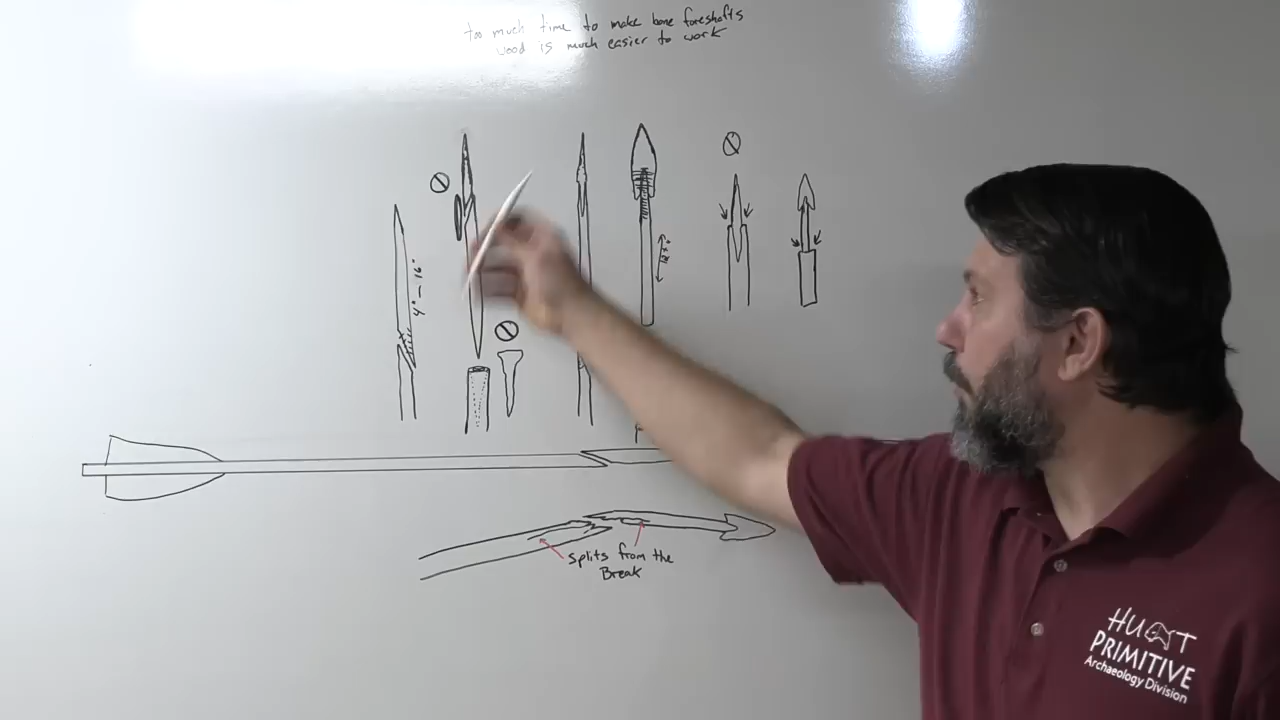 too much time to make bone foreshafts
wood is much easier to work
4" — 16"
splits from the
Break
HUNT
PRIMITIVE
Archaeology Division